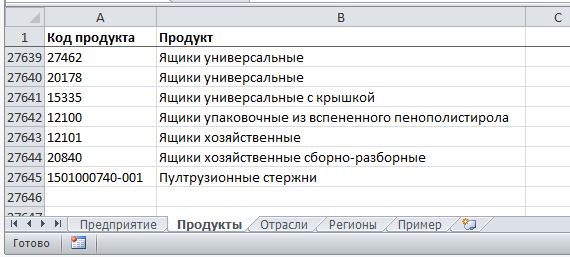 A B C
1 Код продукта Продукт
27639 27462 Ящики универсальные
27640 20178 Ящики универсальные
27641 15335 Ящики универсальные с крышкой
27642 12100 Ящики упаковочные из вспененного пенополистирола
27643 12101 Ящики хозяйственные
27644 20840 Ящики хозяйственные сборно-разборные
27645 1501000740-001 Пултрузионные стержни
27646
27647
Предприятие Продукты Отрасли Регионы Пример
Готово